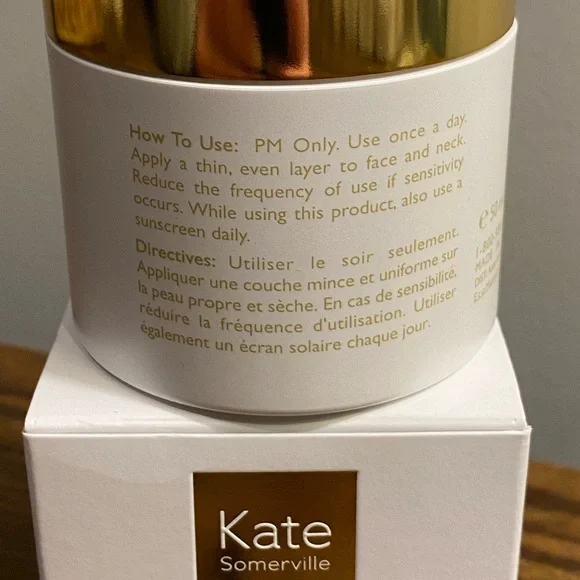 How To Use: PM Only. Use once a day.
Apply a thin, even layer to face and neck.
Reduce the frequency of use if sensitivity
occurs. While using this product, also use a
sunscreen daily.
Directives: Utiliser le soir seulement.
Appliquer une couche mince et uniforme sur
la peau propre et sèche. En cas de sensibilité,
réduire la fréquence d'utilisation. Utiliser
également un écran solaire chaque jour.
℮ 50
MADE
Kate
Somerville